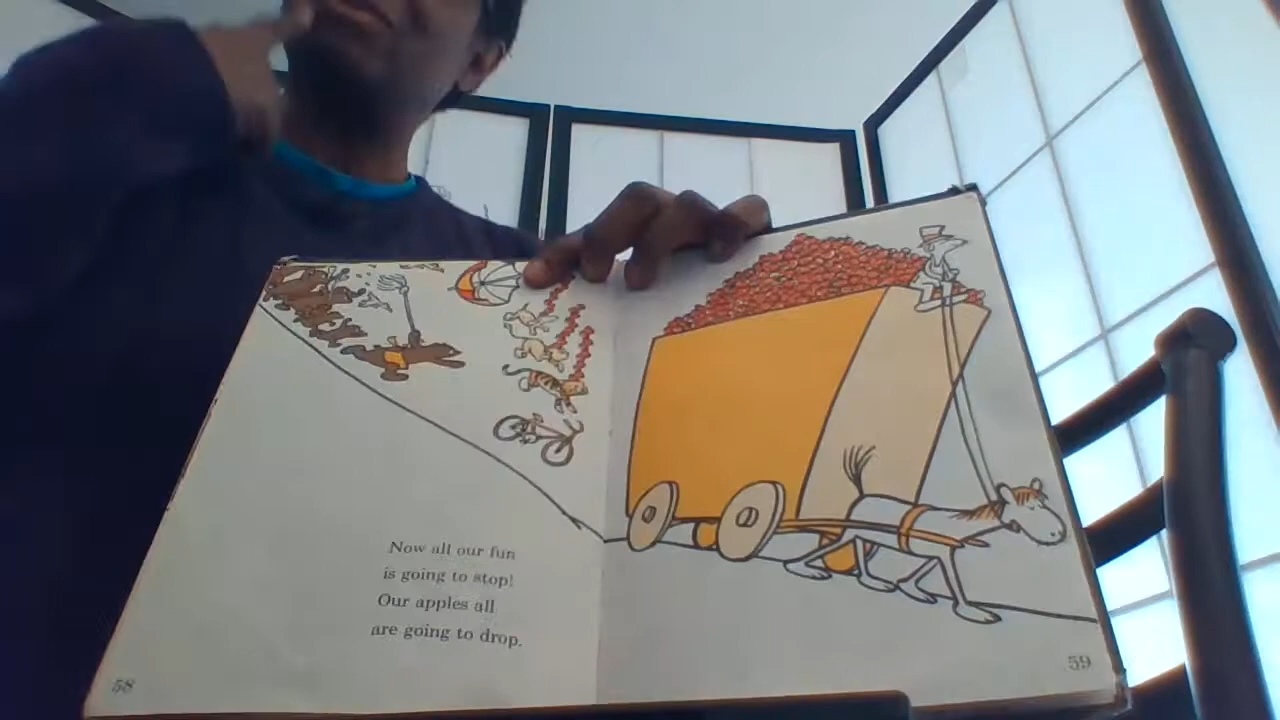 Now all our fun
is going to stop!
Our apples all
are going to drop.
58
59